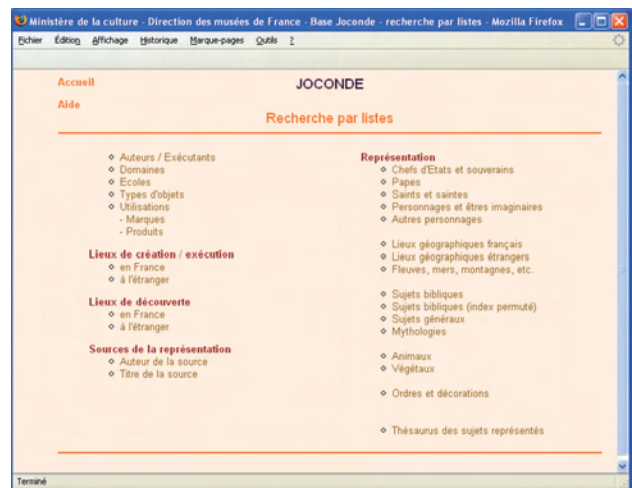 Ministère de la culture - Direction des musées de France - Base Joconde - recherche par listes - Mozilla Firefox
Fichier Édition Affichage Historique Marque-pages Outils ?
Accueil
JOCONDE
Aide
Recherche par listes
Auteurs / Exécutants
Domaines
Ecoles
Types d'objets
Utilisations
- Marques
- Produits
Lieux de création / exécution
en France
à l'étranger
Lieux de découverte
en France
à l'étranger
Sources de la représentation
Auteur de la source
Titre de la source
Représentation
Chefs d'Etats et souverains
Papes
Saints et saintes
Personnages et êtres imaginaires
Autres personnages
Lieux géographiques français
Lieux géographiques étrangers
Fleuves, mers, montagnes, etc.
Sujets bibliques
Sujets bibliques (index permuté)
Sujets généraux
Mythologies
Animaux
Végétaux
Ordres et décorations
Thésaurus des sujets représentés
Terminé